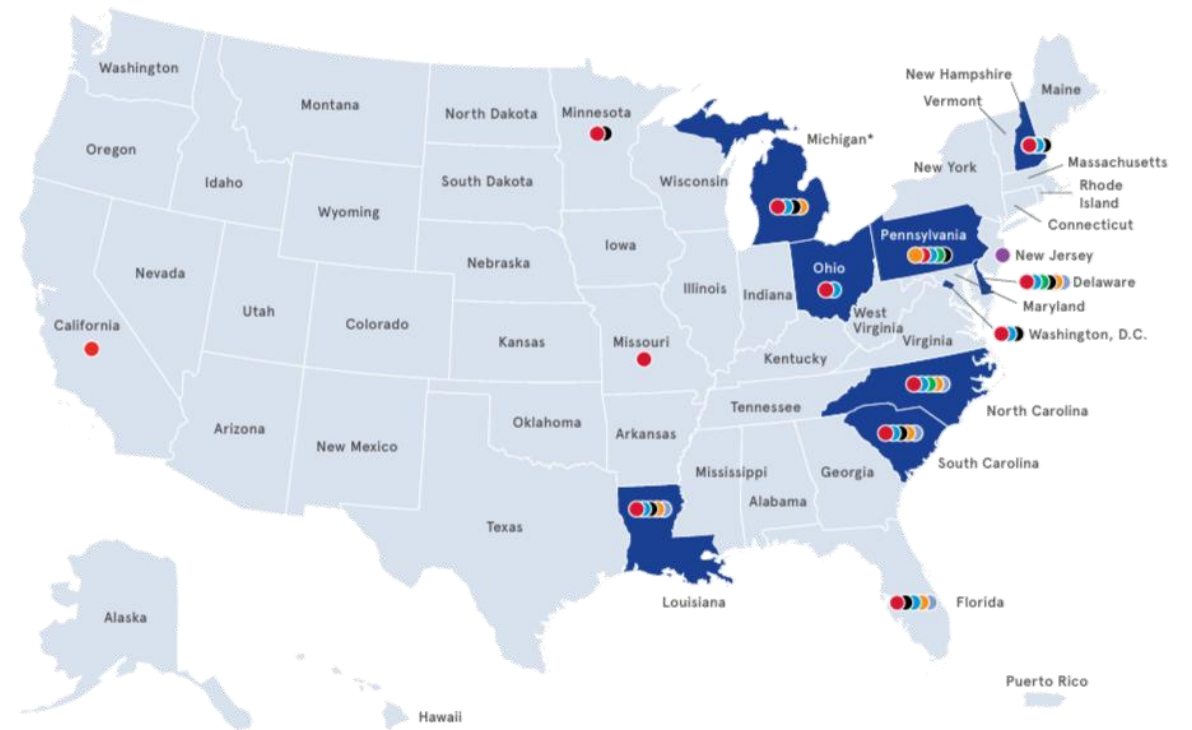 Washington
Montana
North Dakota
Minnesota
New Hampshire
Maine
Vermont
Michigan*
Oregon
Idaho
South Dakota
Wisconsin
New York
Massachusetts
Rhode
Island
Wyoming
Connecticut
Iowa
Pennsylvania
New Jersey
Nebraska
Ohio
Nevada
Illinois
Indiana
Delaware
Maryland
Utah
Colorado
California
Kansas
Missouri
West
Virginia
Virginia
Washington, D.C.
Kentucky
Tennessee
North Carolina
Oklahoma
Arkansas
Arizona
New Mexico
South Carolina
Mississippi
Georgia
Alabama
Texas
Louisiana
Florida
Alaska
Puerto Rico
Hawaii